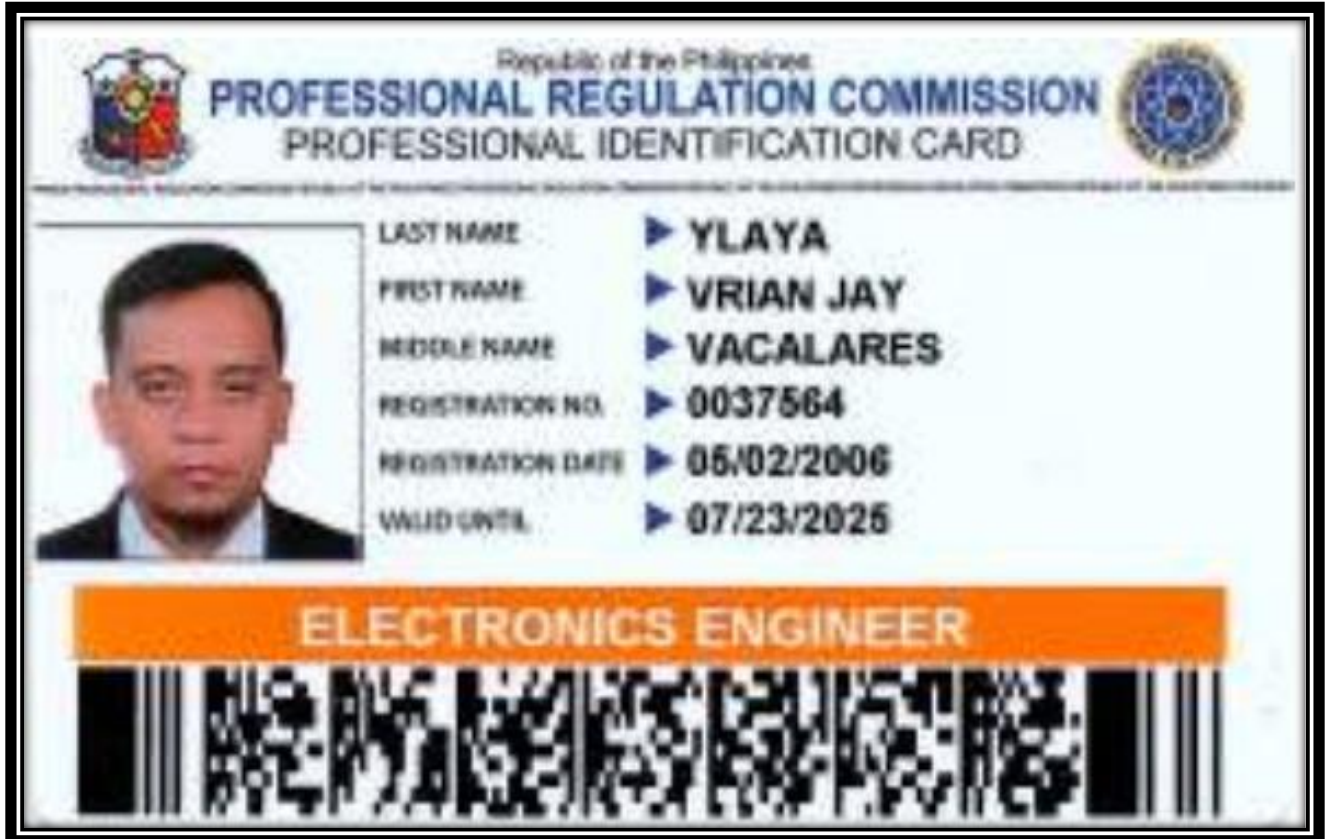 Republic of the Philippines
PROFESSIONAL REGULATION COMMISSION
PROFESSIONAL IDENTIFICATION CARD
LAST NAME YLAYA
FIRST NAME VRIAN JAY
MIDDLE NAME VACALARES
REGISTRATION NO. 0037564
REGISTRATION DATE 05/02/2006
VALID UNTIL 07/23/2025
ELECTRONICS ENGINEER